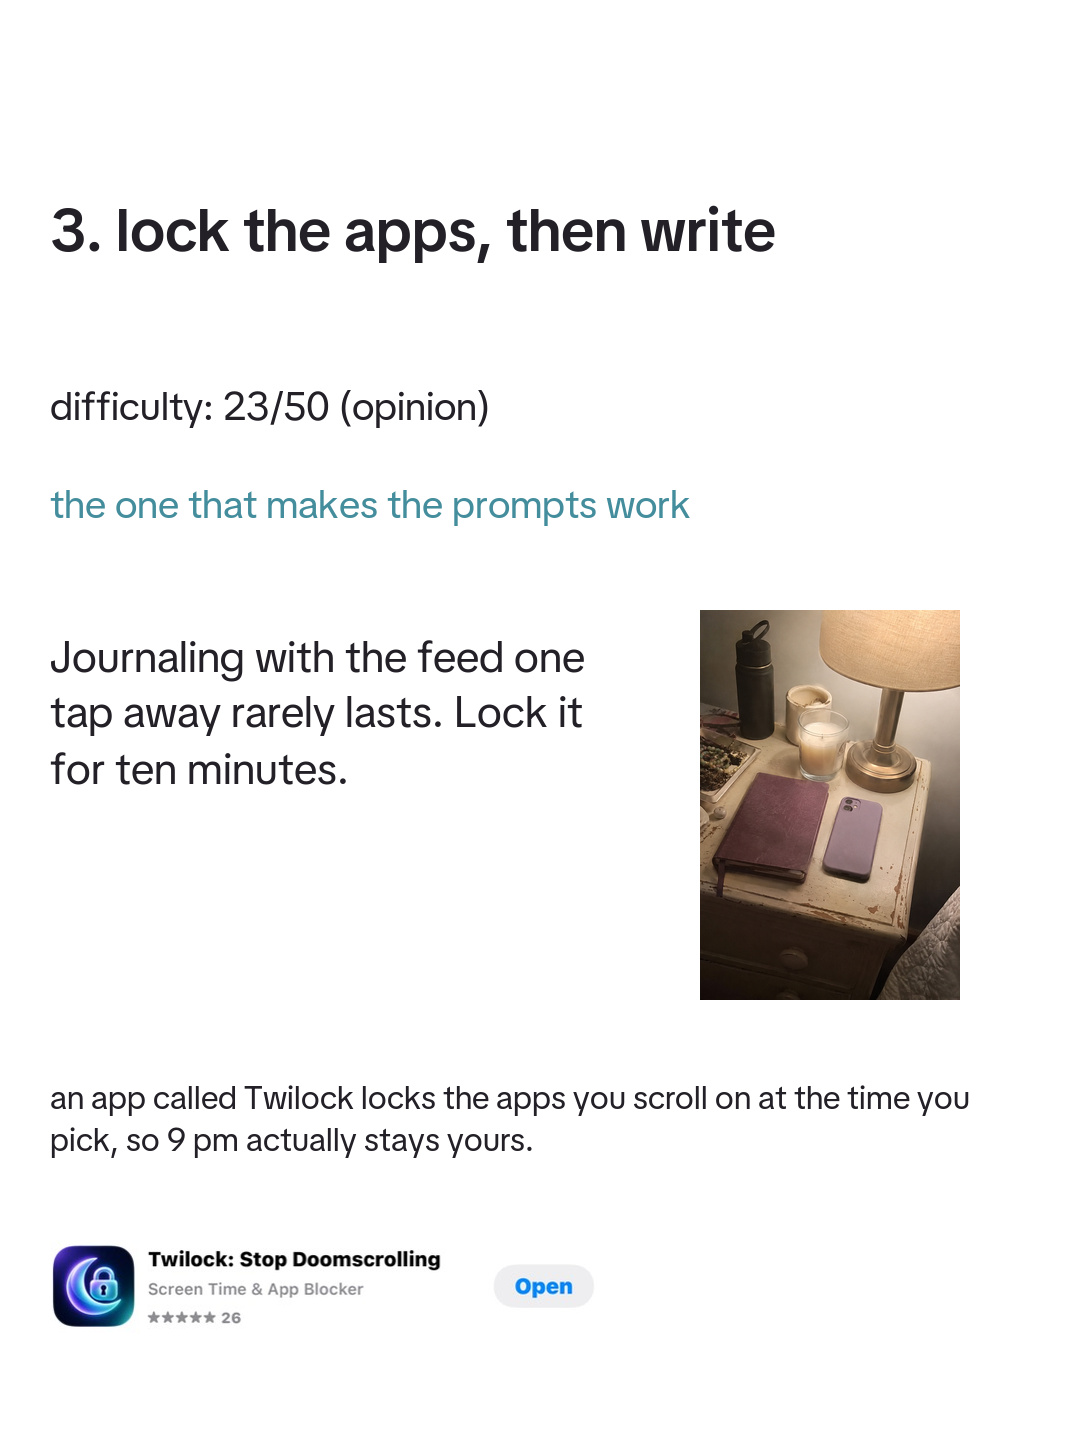 3. lock the apps, then write
difficulty: 23/50 (opinion)
the one that makes the prompts work
Journaling with the feed one
tap away rarely lasts. Lock it
for ten minutes.
an app called Twilock locks the apps you scroll on at the time you
pick, so 9 pm actually stays yours.
Twilock: Stop Doomscrolling
Screen Time & App Blocker
★★★★★ 26
Open